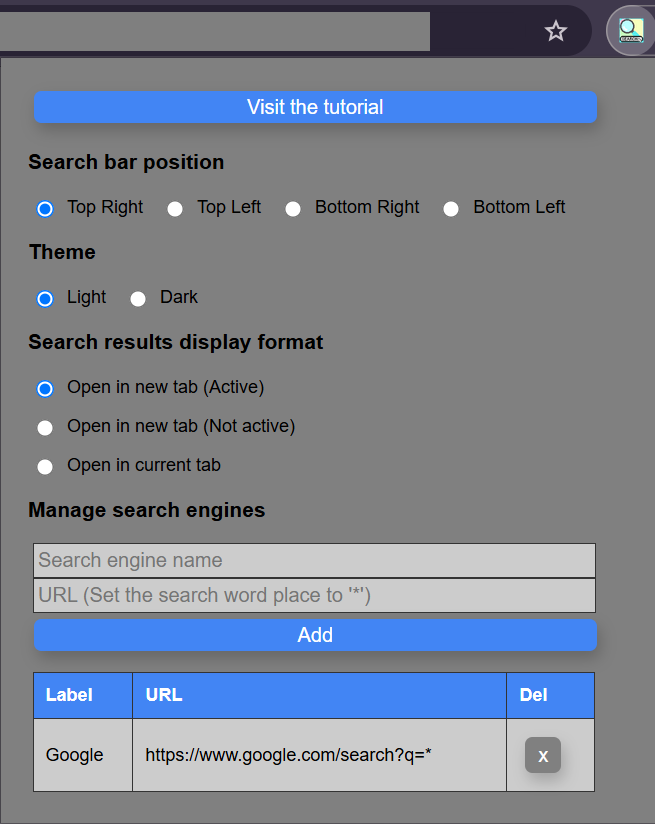 Visit the tutorial
Search bar position
Top Right Top Left Bottom Right Bottom Left
Theme
Light Dark
Search results display format
Open in new tab (Active)
Open in new tab (Not active)
Open in current tab
Manage search engines
Search engine name
URL (Set the search word place to '*')
Add
Label URL Del
Google https://www.google.com/search?q=* X